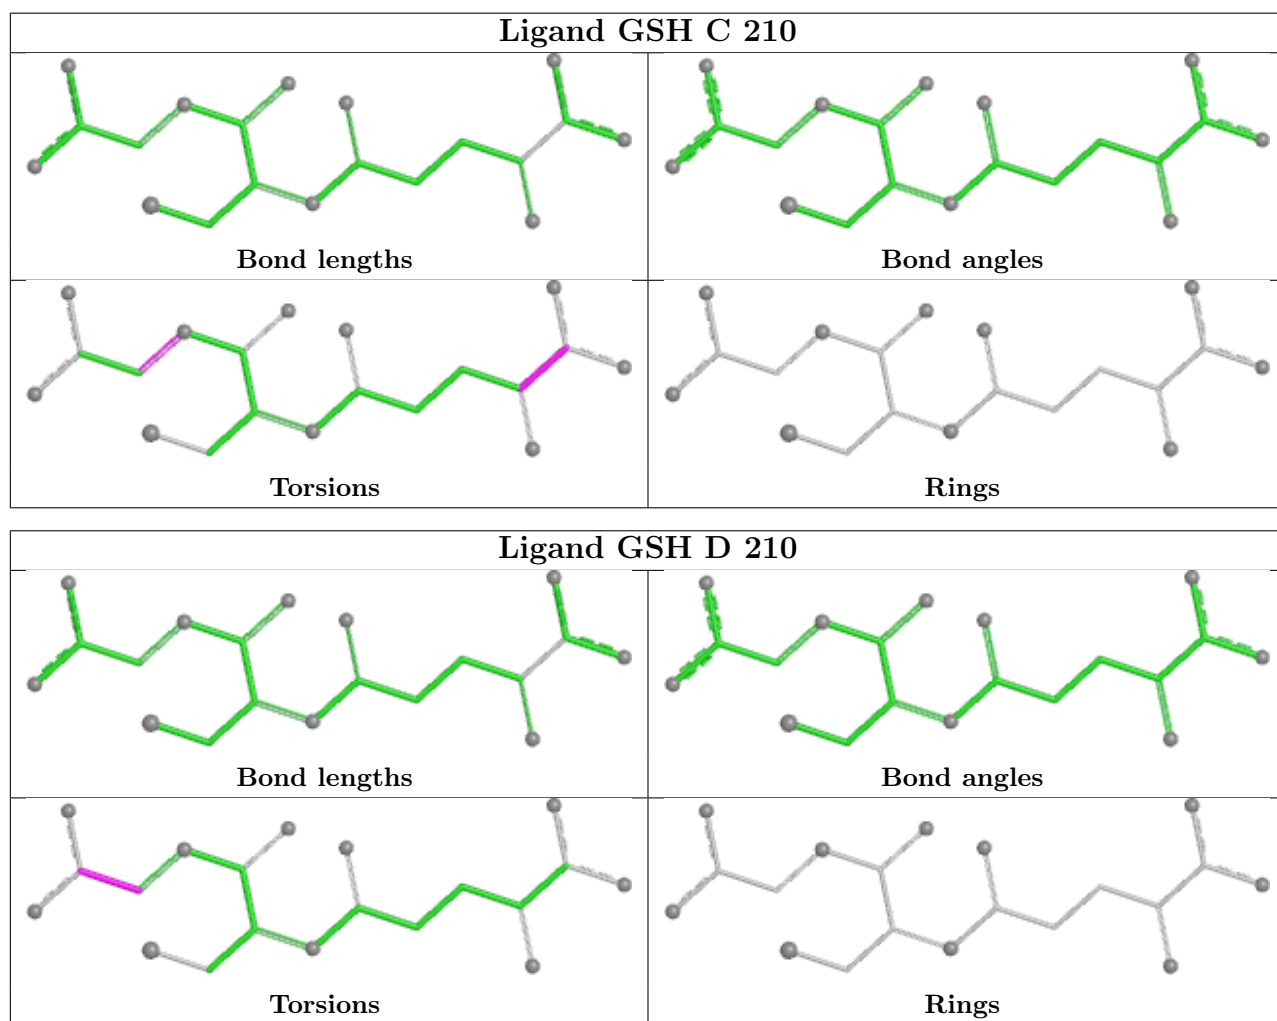 Ligand GSH C 210
Bond lengths
Bond angles
Torsions
Rings
Ligand GSH D 210
Bond lengths
Bond angles
Torsions
Rings